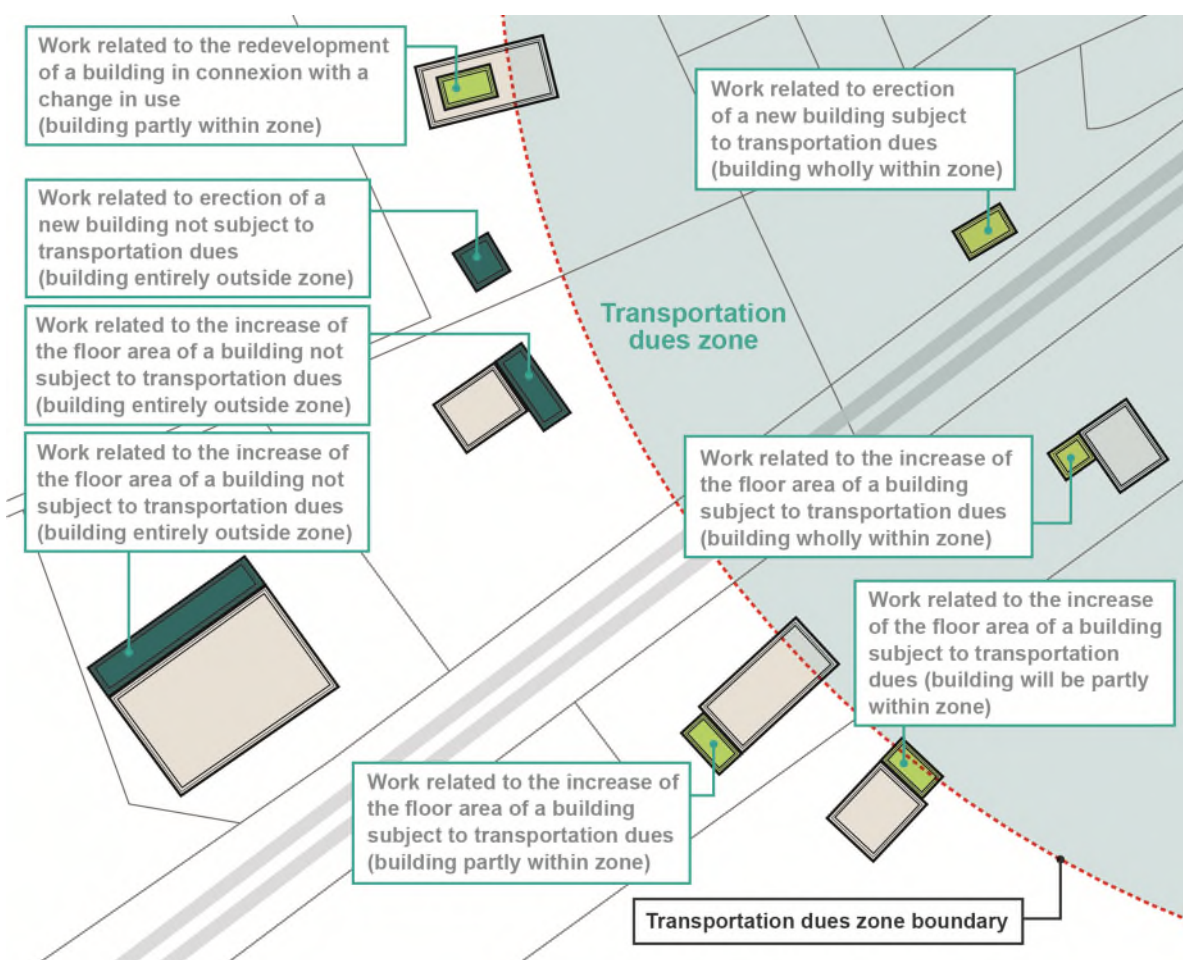 Work related to the redevelopment
of a building in connexion with a
change in use
(building partly within zone)
Work related to erection
of a new building subject
to transportation dues
(building wholly within zone)
Work related to erection of a
new building not subject to
transportation dues
(building entirely outside zone)
Transportation
dues zone
Work related to the increase of
the floor area of a building not
subject to transportation dues
(building entirely outside zone)
Work related to the increase of
the floor area of a building not
subject to transportation dues
(building entirely outside zone)
Work related to the increase of
the floor area of a building
subject to transportation dues
(building wholly within zone)
Work related to the increase
of the floor area of a building
subject to transportation
dues (building will be partly
within zone)
Work related to the increase of
the floor area of a building
subject to transportation dues
(building partly within zone)
Transportation dues zone boundary